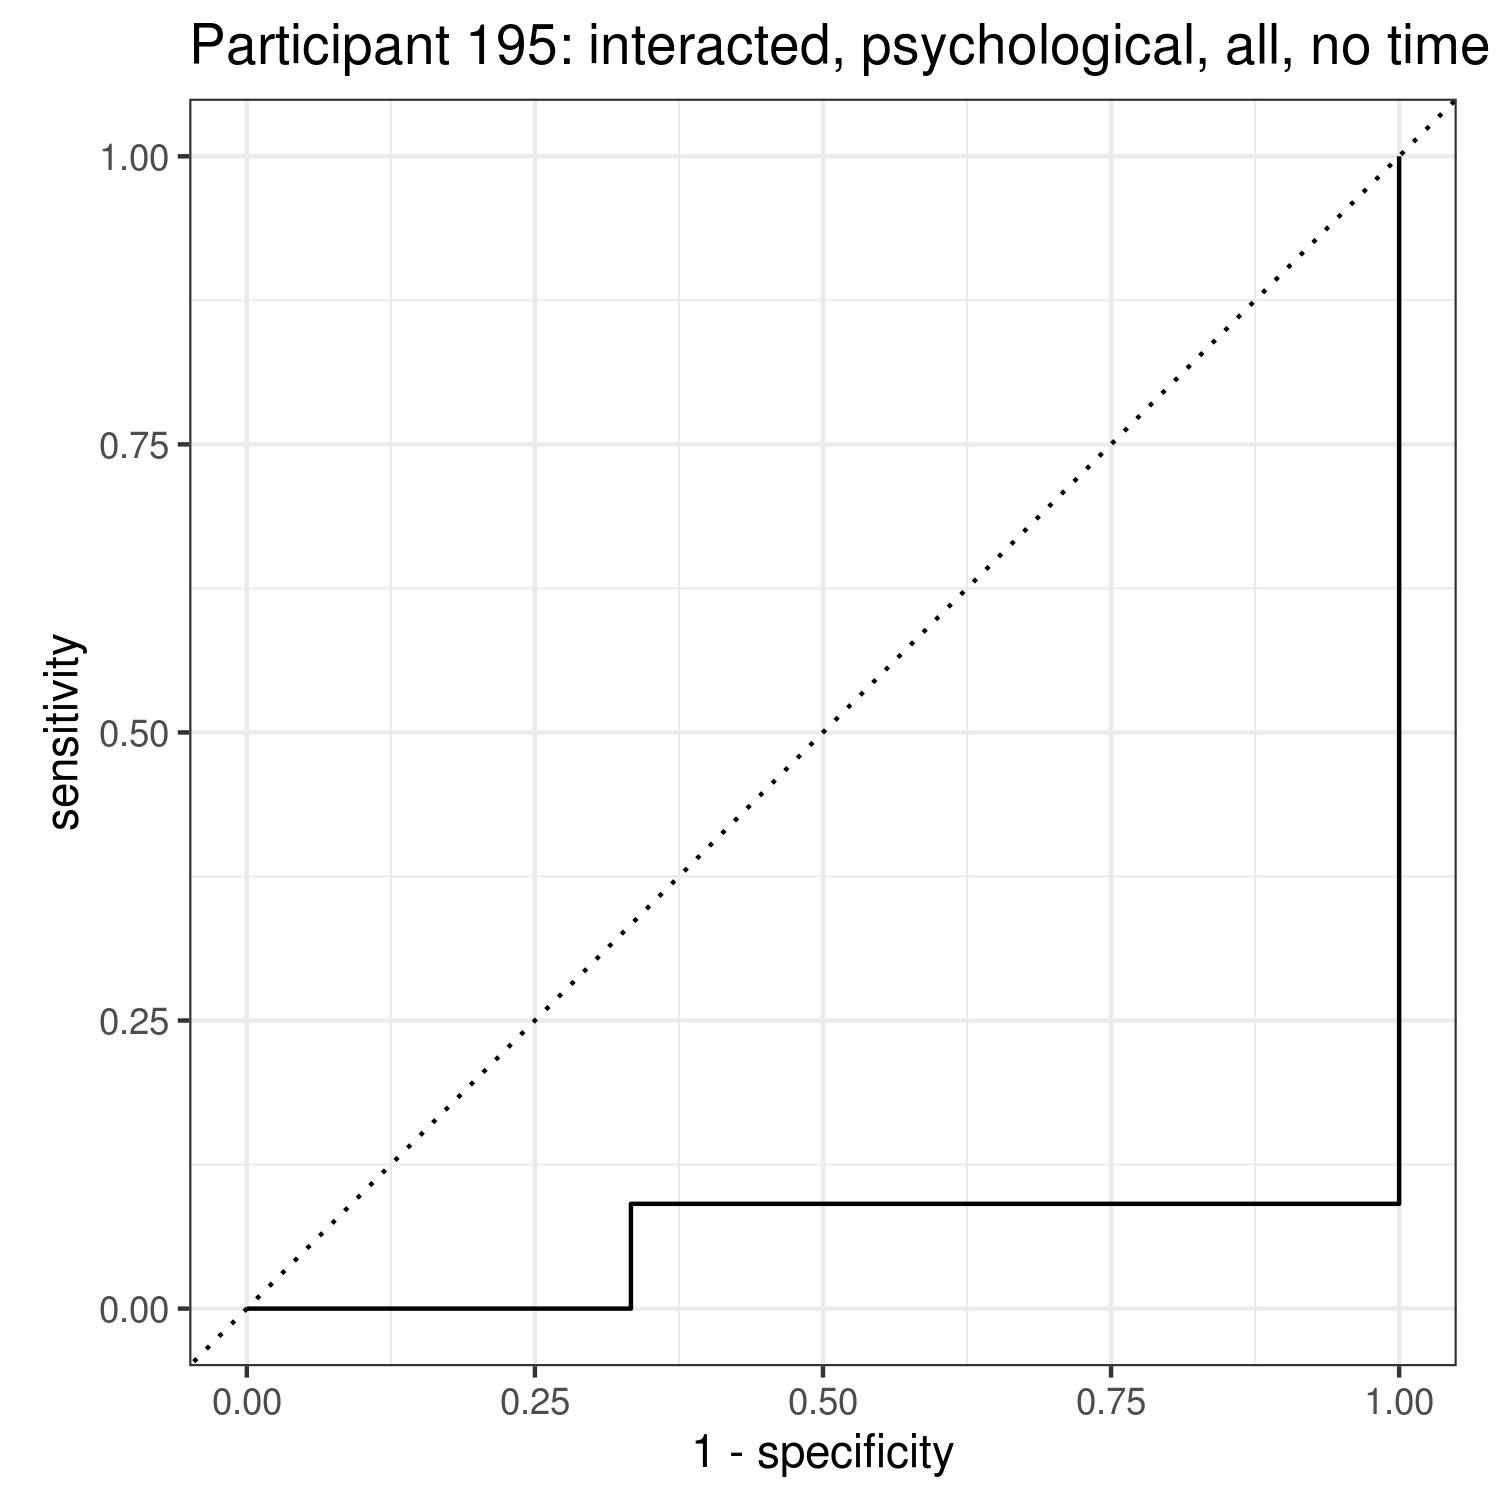 Participant 195: interacted, psychological, all, no time
1.00
0.75
0.50
0.25
0.00
sensitivity
0.00 0.25 0.50 0.75 1.00
1 - specificity